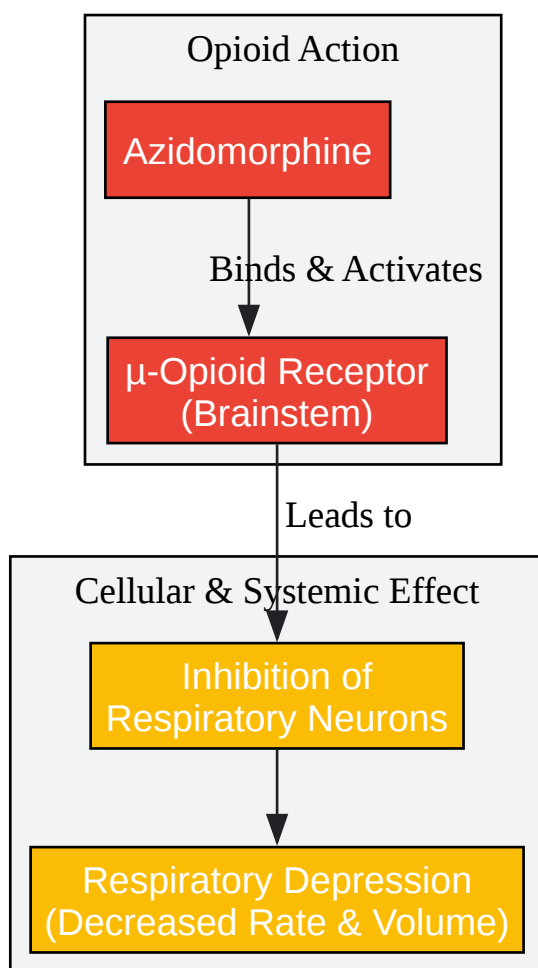 Opioid Action
Azidomorphine
Binds & Activates
µ-Opioid Receptor
(Brainstem)
Leads to
Cellular & Systemic Effect
Inhibition of
Respiratory Neurons
Respiratory Depression
(Decreased Rate & Volume)